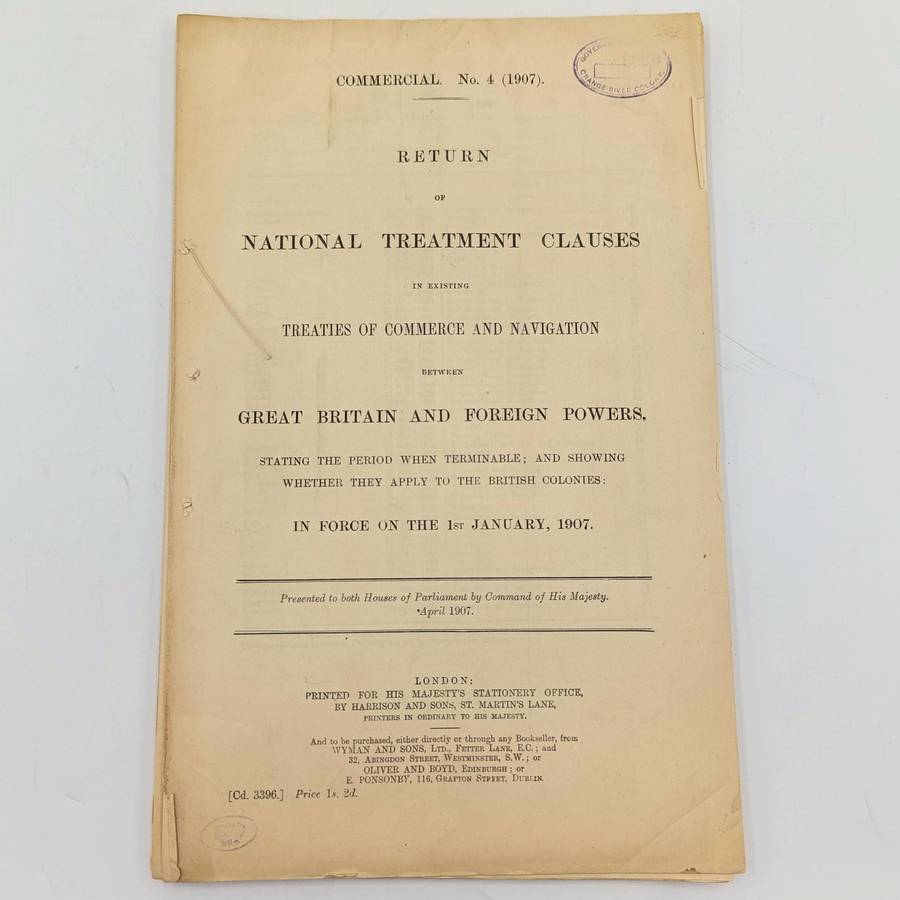 COMMERCIAL. No. 4 (1907).
ORANGE RIVER COLONY.
RETURN
OF
NATIONAL TREATMENT CLAUSES
IN EXISTING
TREATIES OF COMMERCE AND NAVIGATION
BETWEEN
GREAT BRITAIN AND FOREIGN POWERS,
STATING THE PERIOD WHEN TERMINABLE; AND SHOWING
WHETHER THEY APPLY TO THE BRITISH COLONIES:
IN FORCE ON THE 1ST JANUARY, 1907.
Presented to both Houses of Parliament by Command of His Majesty.
April 1907.
LONDON:
PRINTED FOR HIS MAJESTY'S STATIONERY OFFICE,
BY HARRISON AND SONS, ST. MARTIN'S LANE,
PRINTERS IN ORDINARY TO HIS MAJESTY.
And to be purchased, either directly or through any Bookseller, from
WYMAN AND SONS, LTD., FETTER LANE, E.C.; and
32, ABINGDON STREET, WESTMINSTER, S.W.; or
OLIVER AND BOYD, EDINBURGH; or
E. PONSONBY, 116, GRAFTON STREET, DUBLIN.
[Cd. 3396.] Price 1s. 2d.